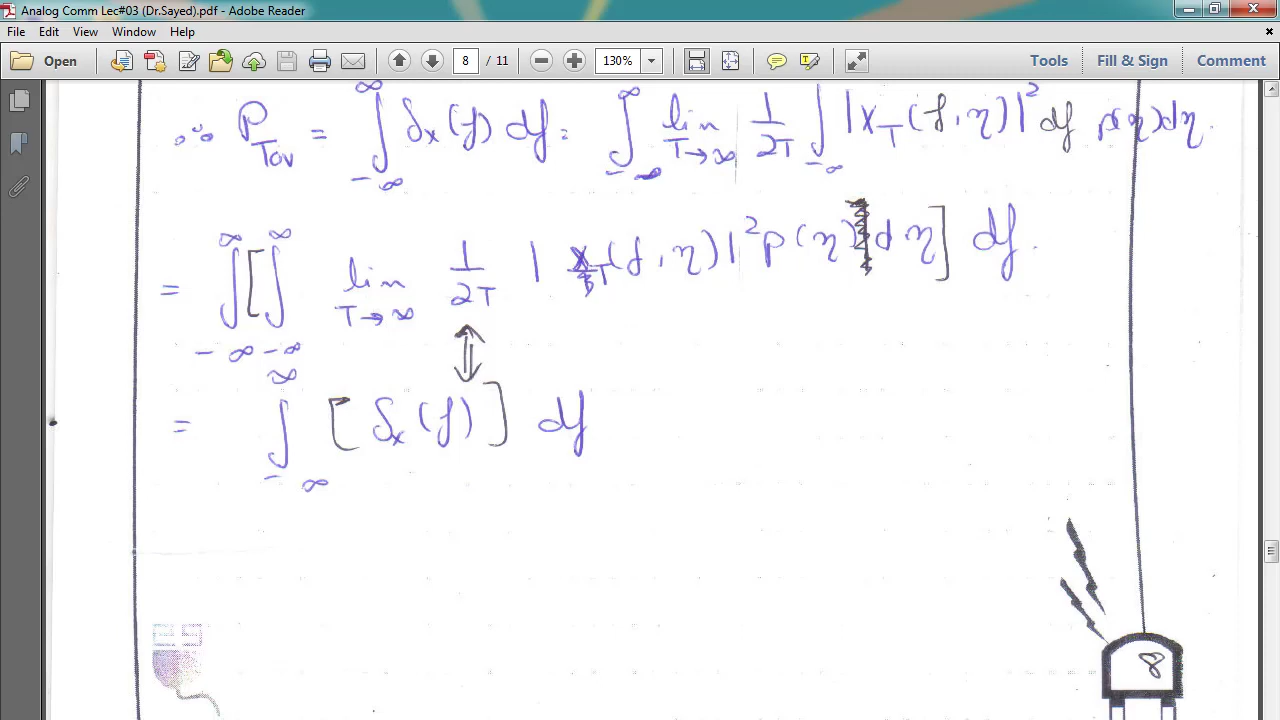 Analog Comm Lec#03 (Dr.Sayed).pdf - Adobe Reader
File Edit View Window Help
Open 8 / 11 130% Tools Fill & Sign Comment
∴ P_Tav = ∫_{-∞}^{∞} S_x(f) df = ∫_{-∞}^{∞} lim_{T→∞} 1/2T ∫_{-∞}^{∞} |X_T(f,η)|² df p(η)dη.
= ∫_{-∞}^{∞} [∫_{-∞}^{∞} lim_{T→∞} 1/2T |X_T(f,η)|² P(η) dη] df.
⇕
= ∫_{-∞}^{∞} [S_x(f)] df
8